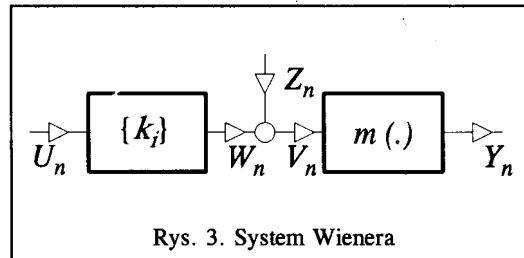 Z_n
{k_i}
m (.)
U_n
W_n
V_n
Y_n
Rys. 3. System Wienera